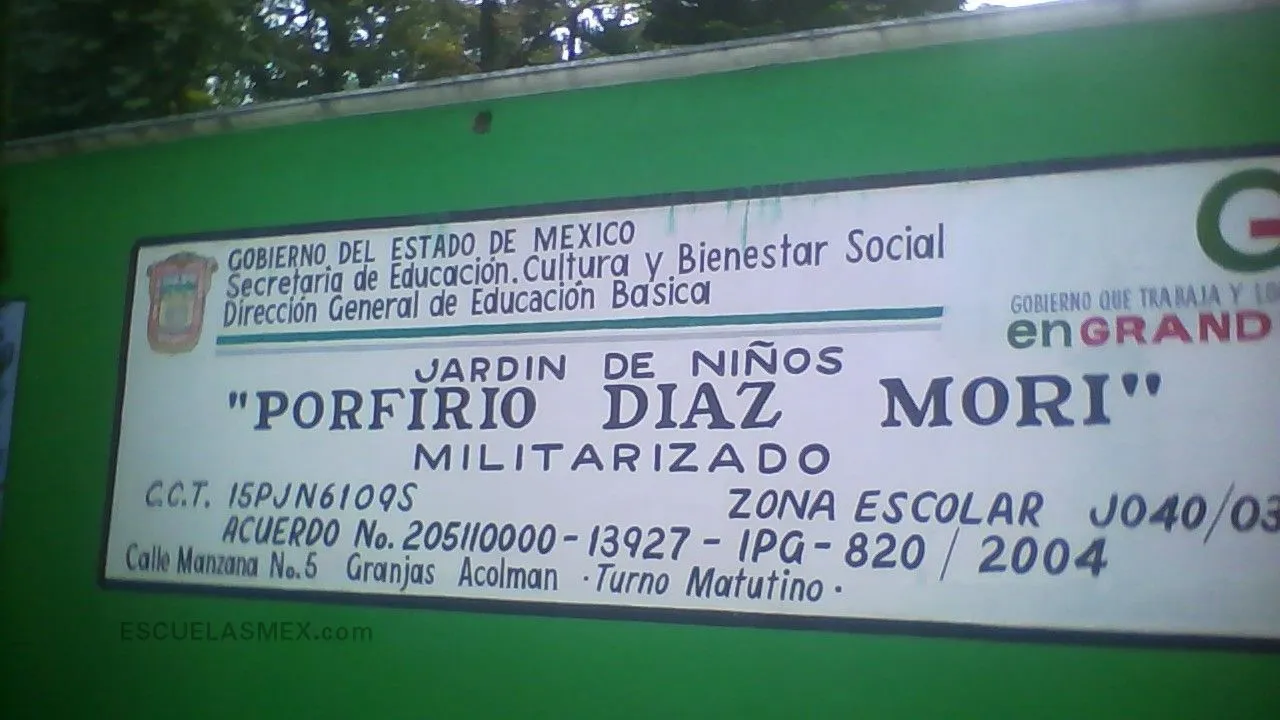 GOBIERNO DEL ESTADO DE MEXICO
Secretaria de Educación. Cultura y Bienestar Social
Dirección General de Educación Basica
GOBIERNO QUE TRABAJA Y
enGRAND
JARDIN DE NIÑOS
"PORFIRIO DIAZ MORI"
MILITARIZADO
C.C.T. 15PJN6109S
ZONA ESCOLAR J040/03
ACUERDO No. 205110000-13927-IPG-820/2004
Calle Manzana No.5 Granjas Acolman ·Turno Matutino·
ESCUELASMEX.com